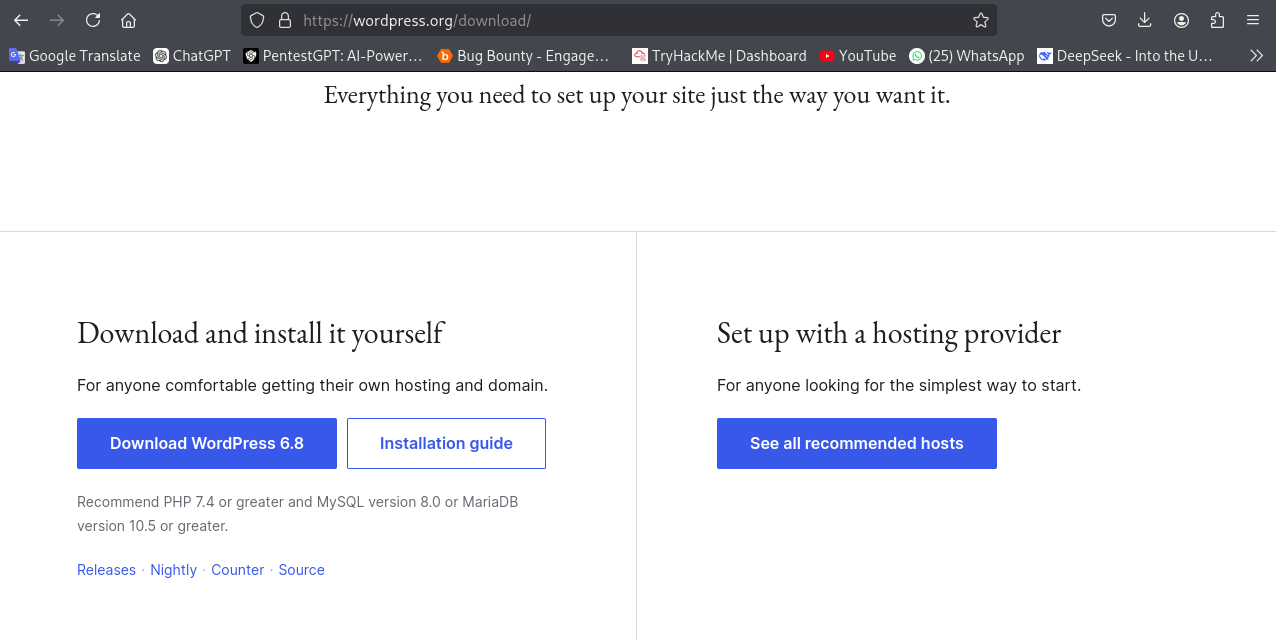 https://wordpress.org/download/
Google Translate
ChatGPT
PentestGPT: AI-Power…
Bug Bounty - Engage…
TryHackMe | Dashboard
YouTube
(25) WhatsApp
DeepSeek - Into the U…
Everything you need to set up your site just the way you want it.
Download and install it yourself
For anyone comfortable getting their own hosting and domain.
Download WordPress 6.8
Installation guide
Recommend PHP 7.4 or greater and MySQL version 8.0 or MariaDB
version 10.5 or greater.
Releases · Nightly · Counter · Source
Set up with a hosting provider
For anyone looking for the simplest way to start.
See all recommended hosts